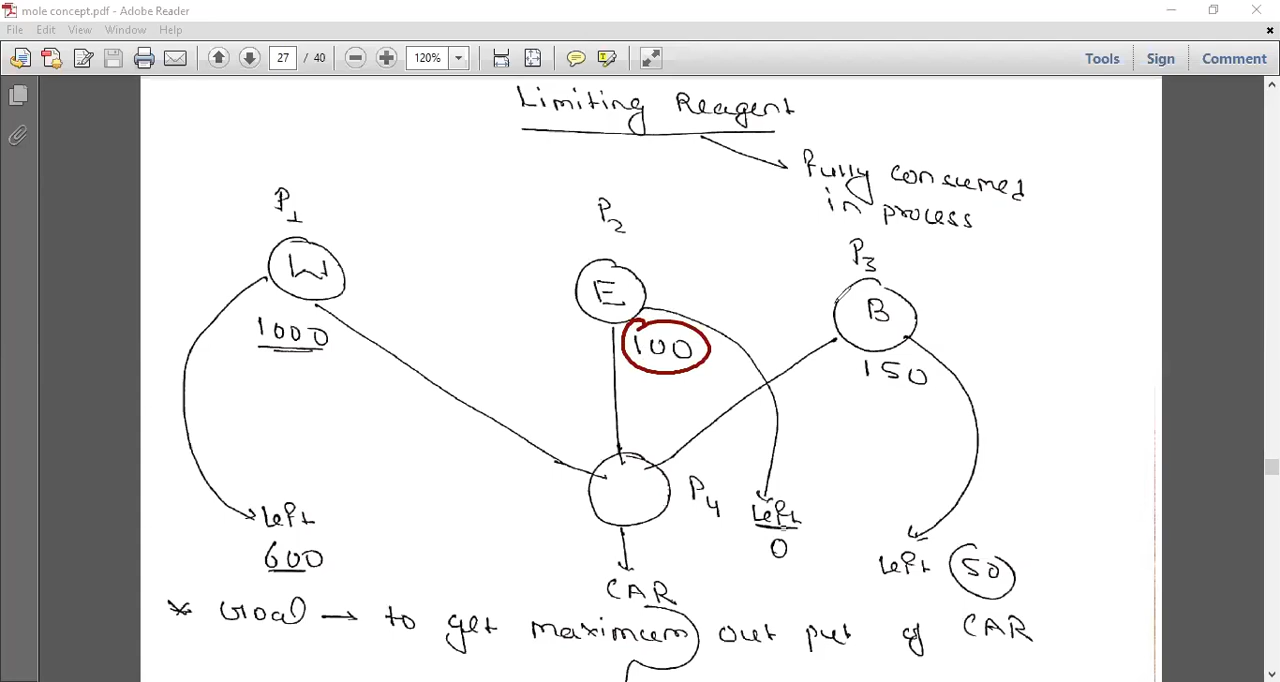 mole concept.pdf - Adobe Reader
File Edit View Window Help
27 / 40 120% Tools Sign Comment
Limiting Reagent
Fully consumed
in process
P1
P2
P3
W
E
B
1000
100
150
P4
Left
600
Left
0
Left 50
CAR
* Goal → to get maximum out put of CAR